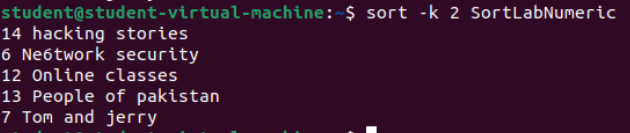 student@student-virtual-machine:~$ sort -k 2 SortLabNumeric
14 hacking stories
6 Ne6twork security
12 Online classes
13 People of pakistan
7 Tom and jerry